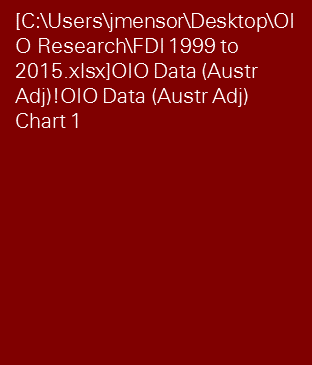 [C:\Users\jmensor\Desktop\OI
O Research\FDI 1999 to
2015.xlsx]OIO Data (Austr
Adj)!OIO Data (Austr Adj)
Chart 1